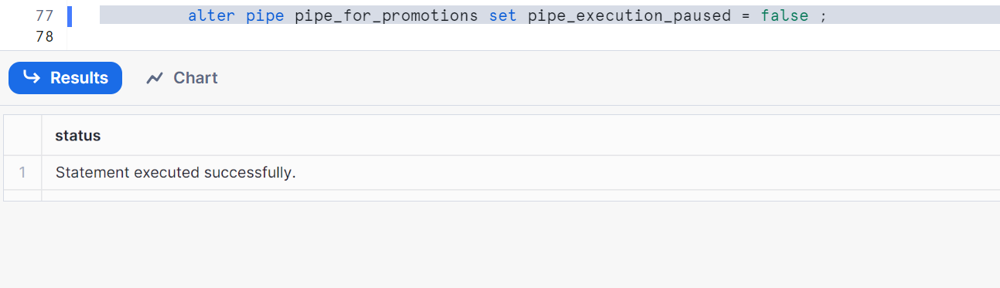 77 alter pipe pipe_for_promotions set pipe_execution_paused = false ;
78
Results Chart
status
1 Statement executed successfully.